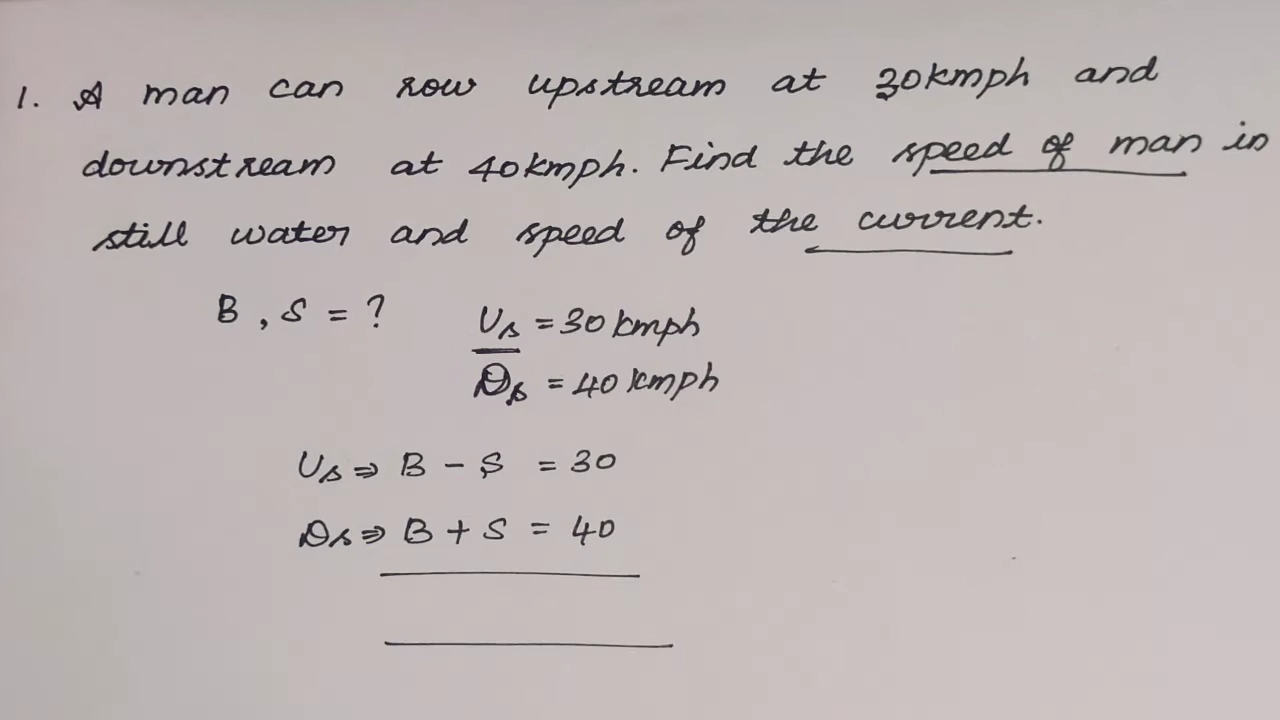 1. A man can row upstream at 30kmph and
downstream at 40kmph. Find the speed of man in
still water and speed of the current.
B , S = ?
Us = 30 kmph
Ds = 40 kmph
Us ⇒ B - S = 30
Ds ⇒ B + S = 40